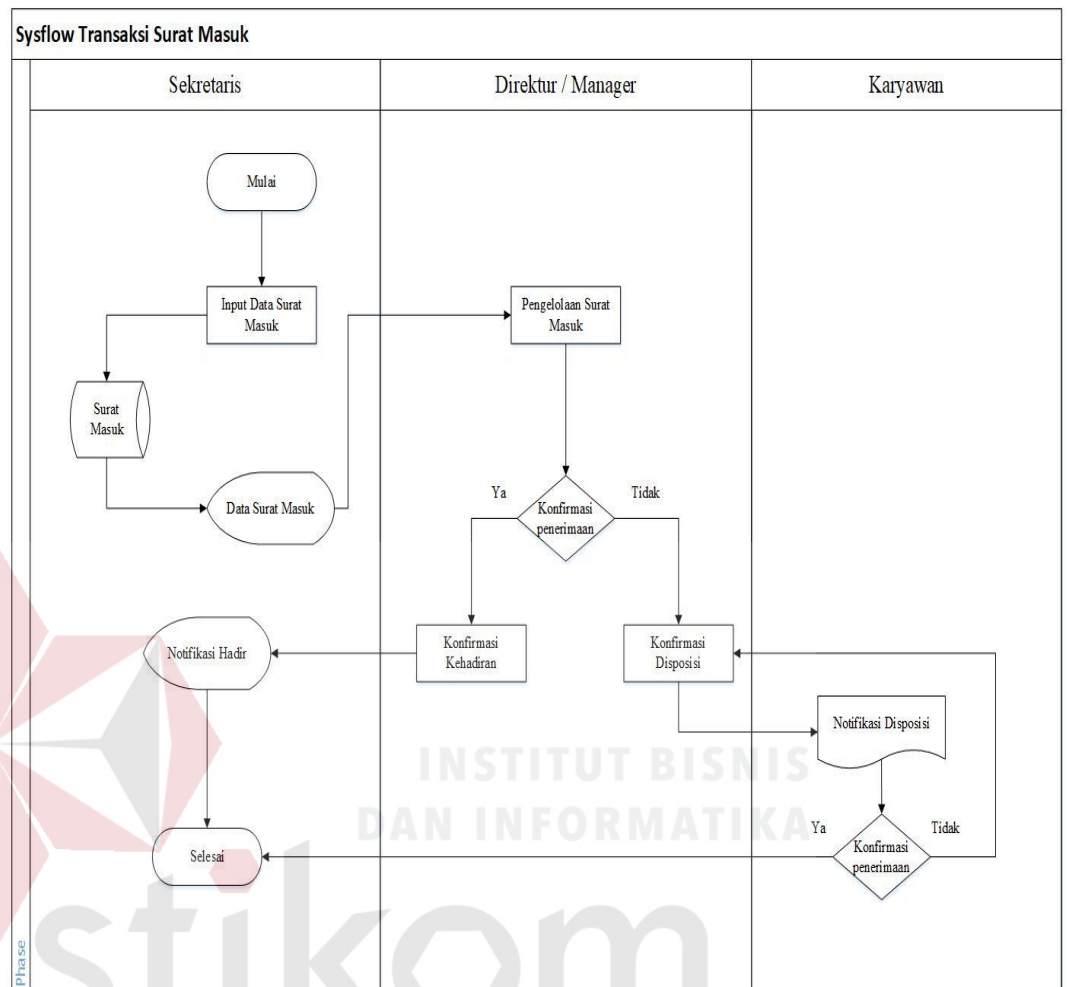 Sysflow Transaksi Surat Masuk
Sekretaris
Direktur / Manager
Karyawan
Mulai
Input Data Surat
Masuk
Pengelolaan Surat
Masuk
Surat
Masuk
Data Surat Masuk
Ya
Konfirmasi
penerimaan
Tidak
Notifikasi Hadir
Konfirmasi
Kehadiran
Konfirmasi
Disposisi
Notifikasi Disposisi
INSTITUT BISNIS
DAN INFORMATIKA
Ya
Konfirmasi
penerimaan
Tidak
Selesai
stikom
Phase